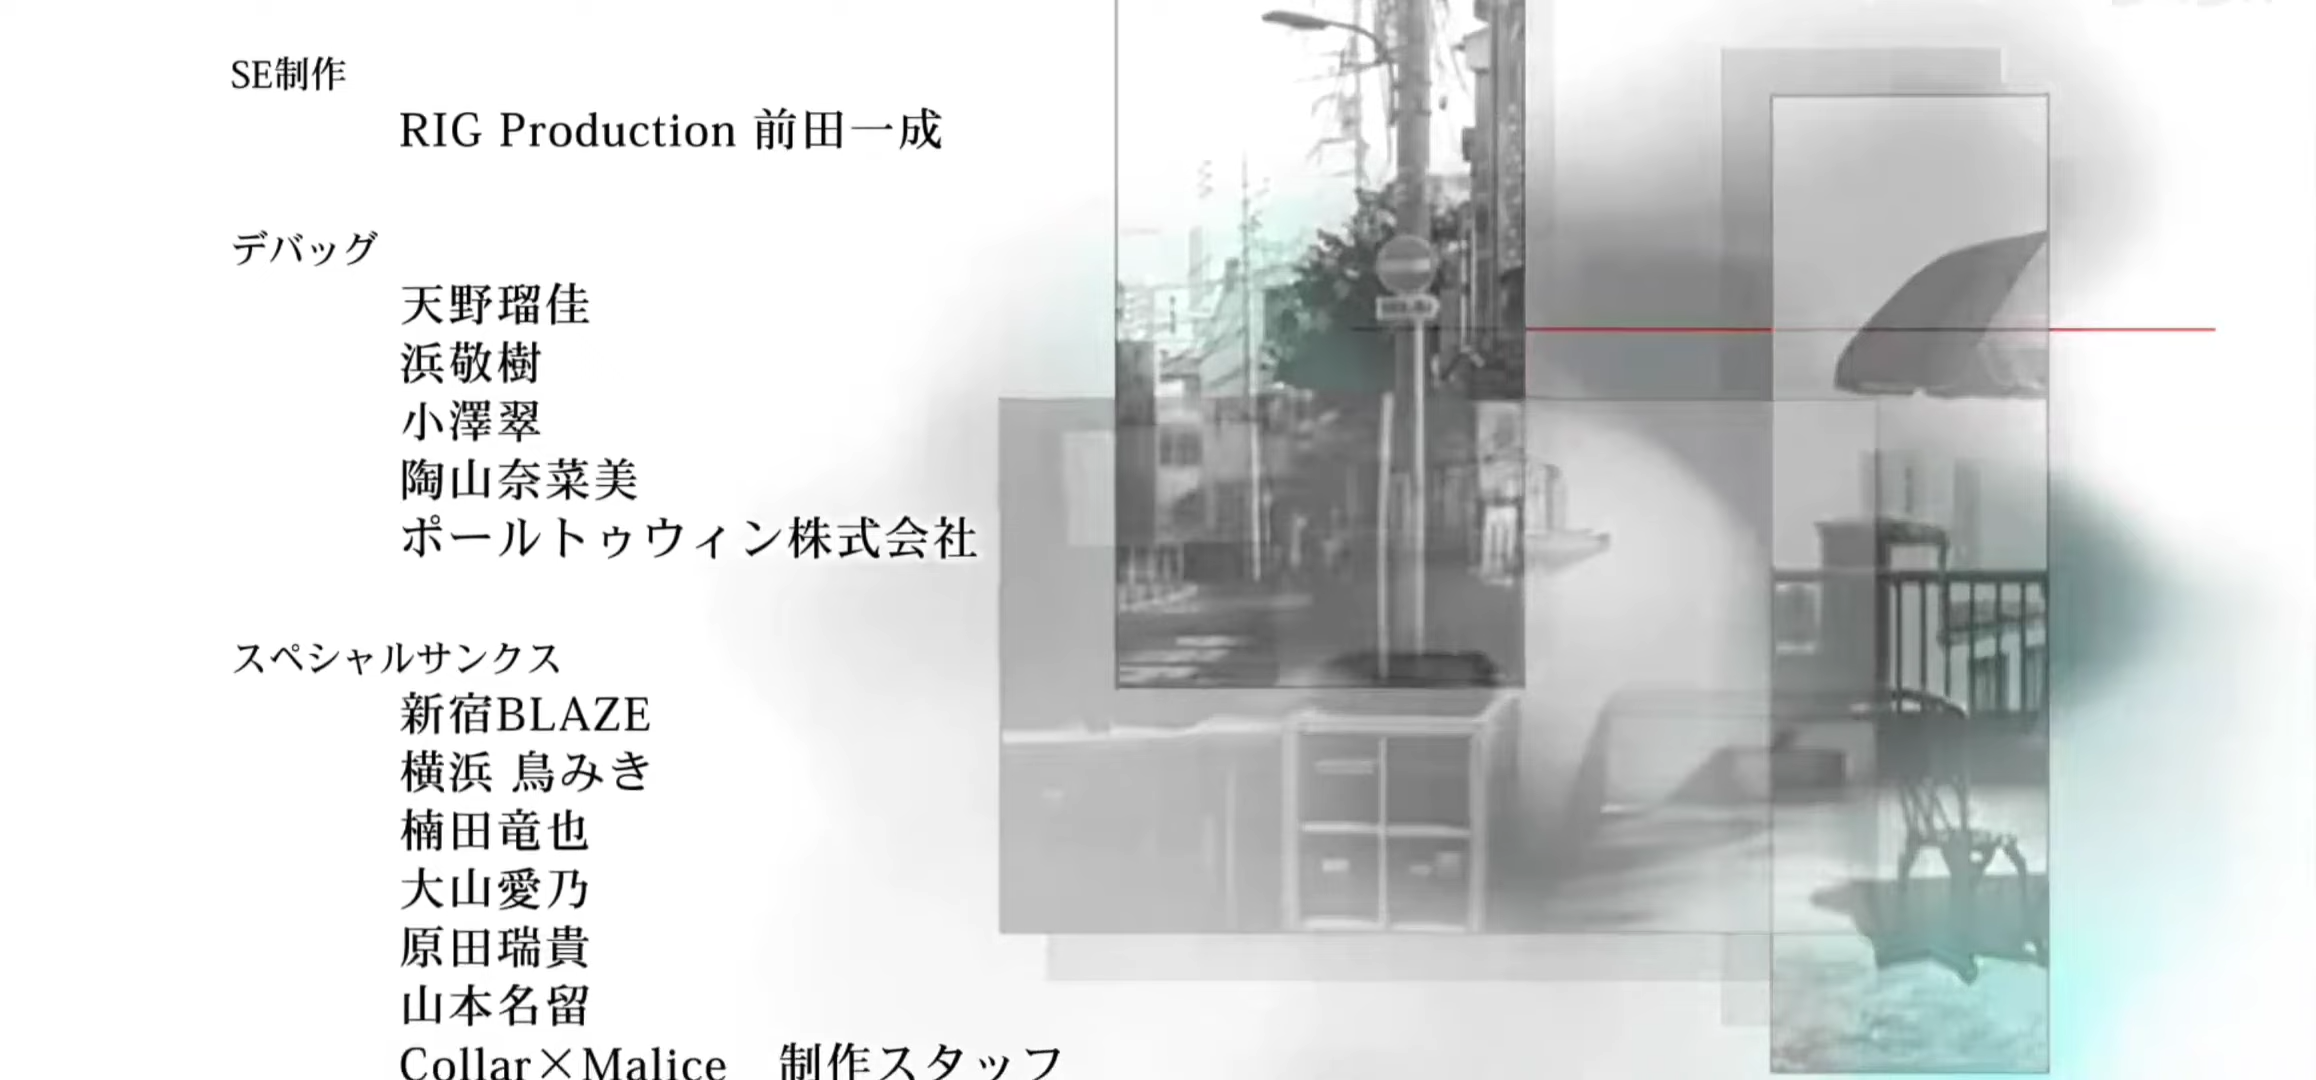 SE制作
RIG Production 前田一成
デバッグ
天野瑠佳
浜敬樹
小澤翠
陶山奈菜美
ポールトゥウィン株式会社
スペシャルサンクス
新宿BLAZE
横浜 鳥みき
楠田竜也
大山愛乃
原田瑞貴
山本名留
Collar×Malice　制作スタッフ